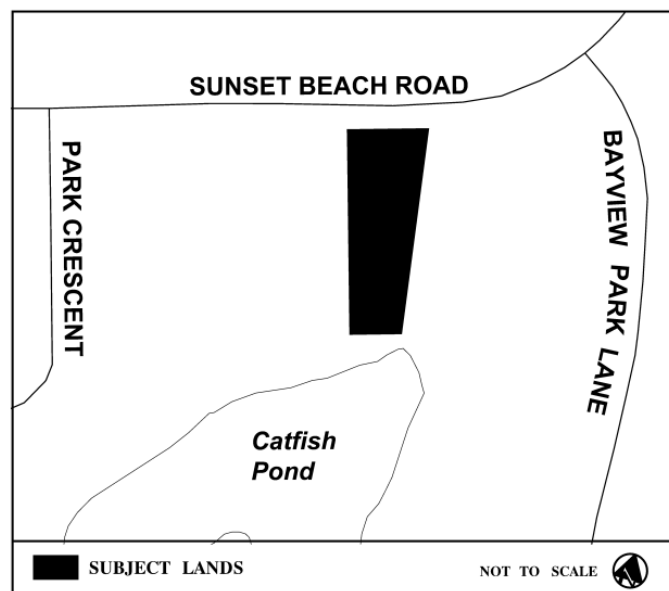 SUNSET BEACH ROAD
PARK CRESCENT
BAYVIEW PARK LANE
Catfish
Pond
SUBJECT LANDS
NOT TO SCALE